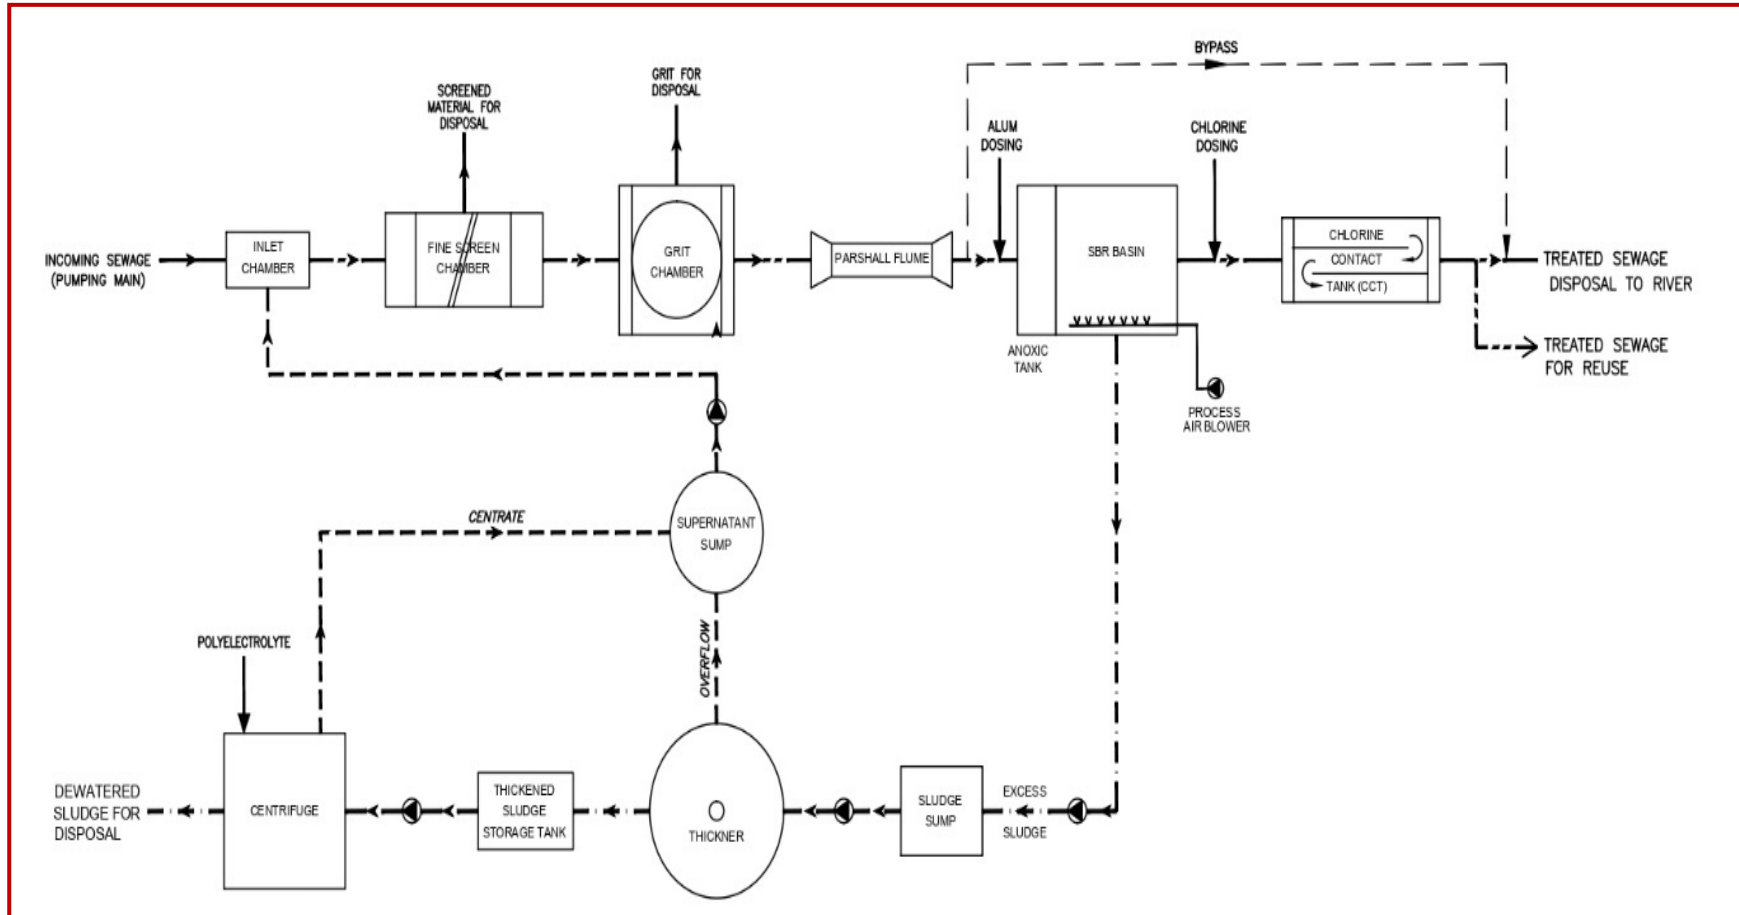 BYPASS
GRIT FOR
DISPOSAL
SCREENED
MATERIAL FOR
DISPOSAL
ALUM
DOSING
CHLORINE
DOSING
INCOMING SEWAGE
(PUMPING MAIN)
INLET
CHAMBER
FINE SCREEN
CHAMBER
GRIT
CHAMBER
PARSHALL FLUME
SBR BASIN
CHLORINE
CONTACT
TANK (CCT)
TREATED SEWAGE
DISPOSAL TO RIVER
TREATED SEWAGE
FOR REUSE
ANOXIC
TANK
PROCESS
AIR BLOWER
CENTRATE
SUPERNATANT
SUMP
POLYELECTROLYTE
OVERFLOW
DEWATERED
SLUDGE FOR
DISPOSAL
CENTRIFUGE
THICKENED
SLUDGE
STORAGE TANK
THICKNER
SLUDGE
SUMP
EXCESS
SLUDGE